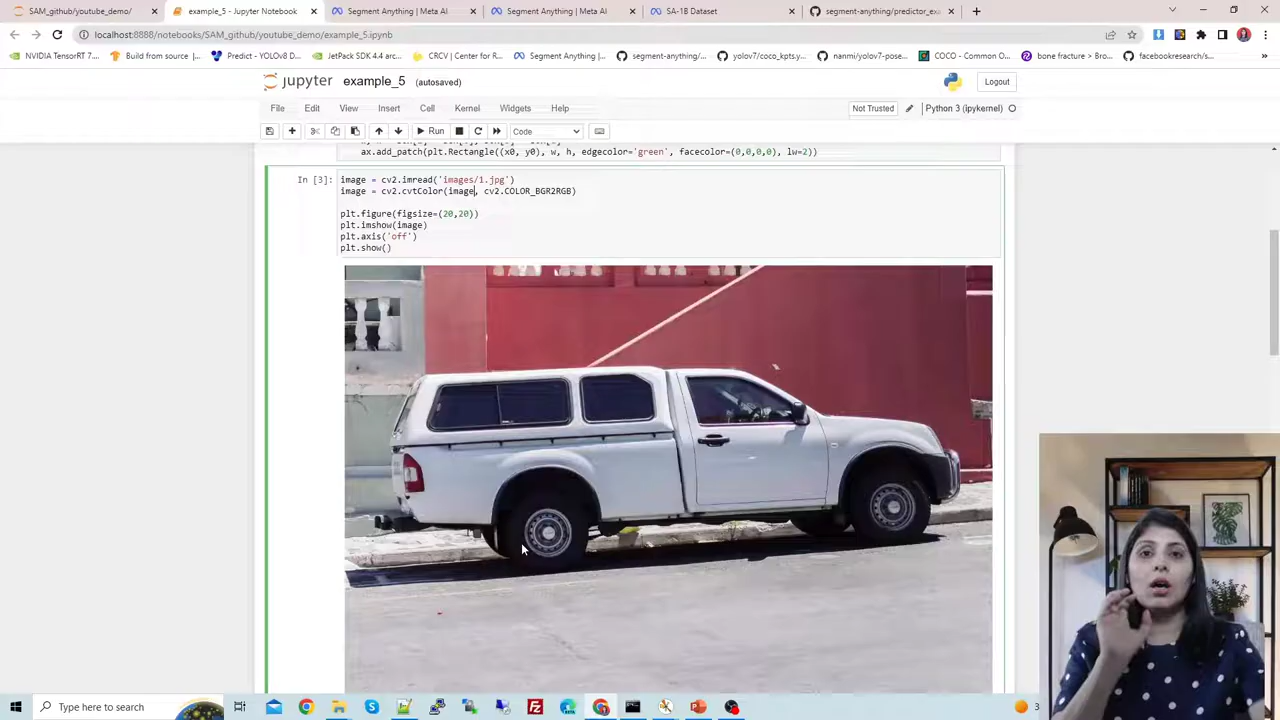 SAM_github/youtube_demo/
example_5 - Jupyter Notebook
Segment Anything | Meta AI
Segment Anything | Meta AI
SA-1B Dataset
segment-anything/predictor_exa
localhost:8888/notebooks/SAM_github/youtube_demo/example_5.ipynb
NVIDIA TensorRT 7....
Build from source...
Predict - YOLOv8 D...
JetPack SDK 4.4 arc...
CRCV | Center for R...
Segment Anything |...
segment-anything/...
yolov7/coco_kpts.y...
nanmi/yolov7-pose...
COCO - Common O...
bone fracture > Bro...
facebookresearch/s...
jupyter example_5 (autosaved)
Logout
File Edit View Insert Cell Kernel Widgets Help
Not Trusted
Python 3 (ipykernel)
Run
Code
ax.add_patch(plt.Rectangle((x0, y0), w, h, edgecolor='green', facecolor=(0,0,0,0), lw=2))
In [3]:
image = cv2.imread('images/1.jpg')
image = cv2.cvtColor(image, cv2.COLOR_BGR2RGB)
plt.figure(figsize=(20,20))
plt.imshow(image)
plt.axis('off')
plt.show()
Type here to search
3